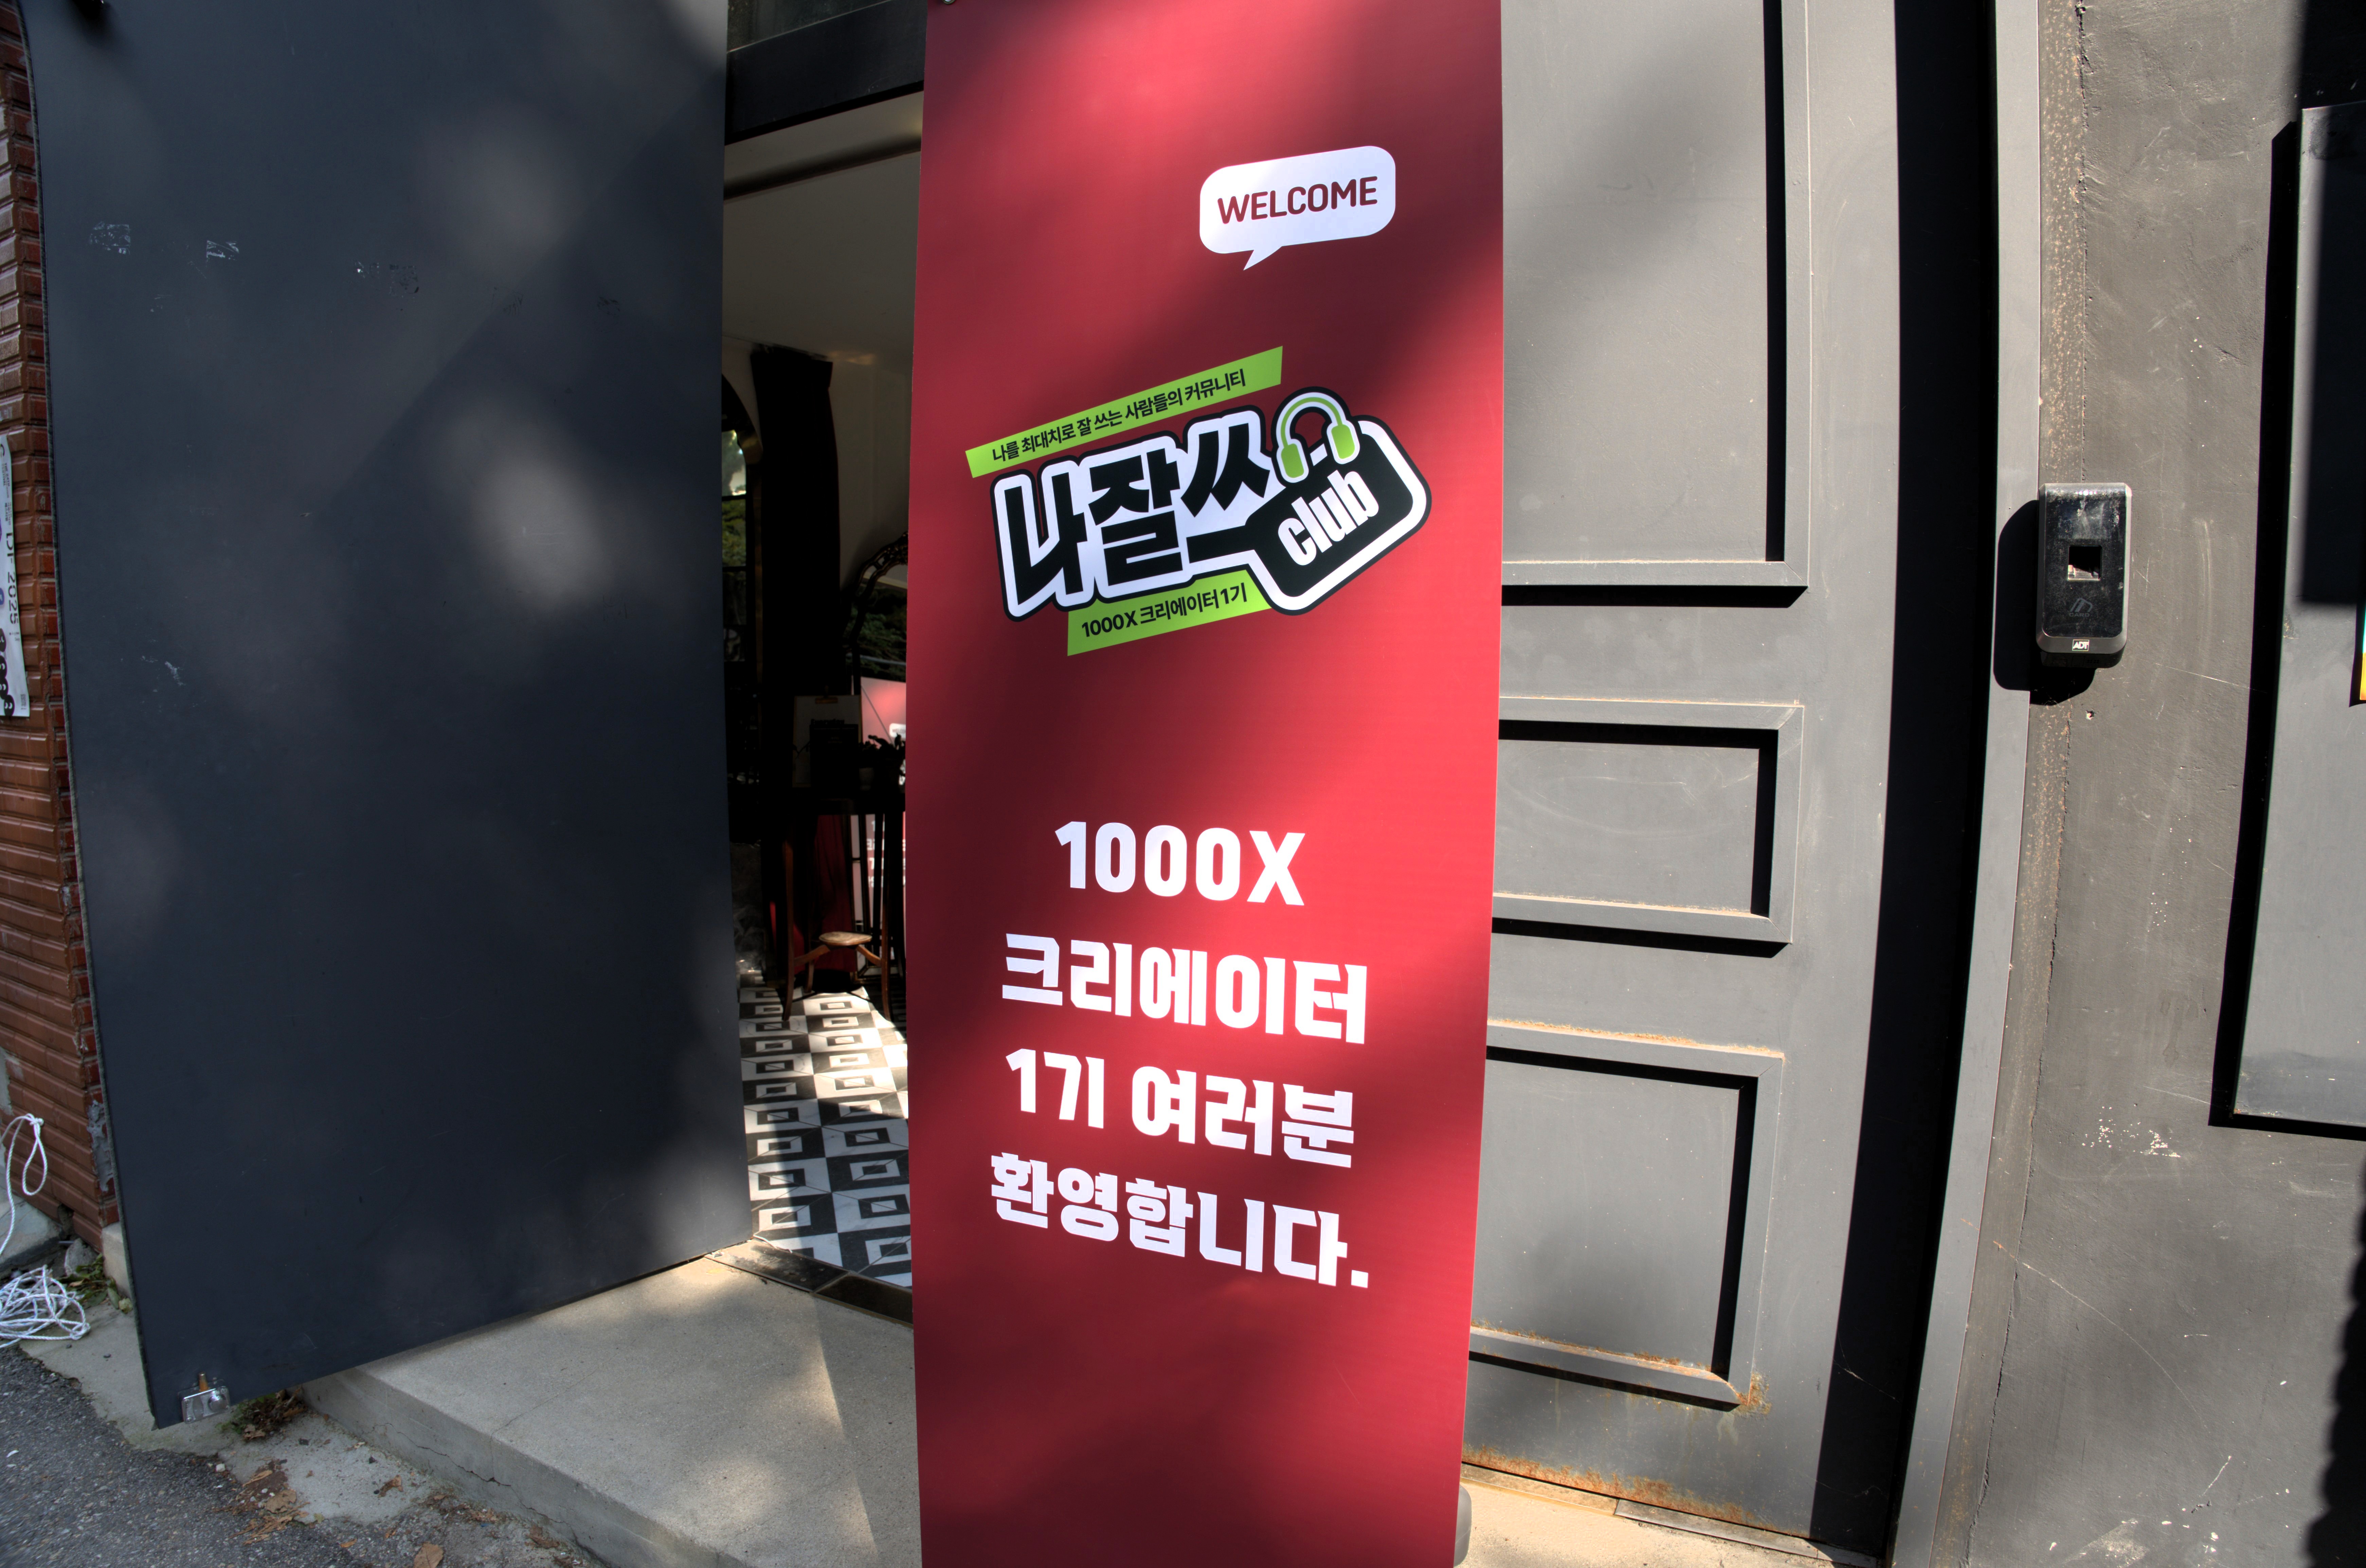 WELCOME
나를 최대치로 잘 쓰는 사람들의 커뮤니티
나잘쓰
club
1000X 크리에이터 1기
1000X
크리에이터
1기 여러분
환영합니다.
ADT
2025